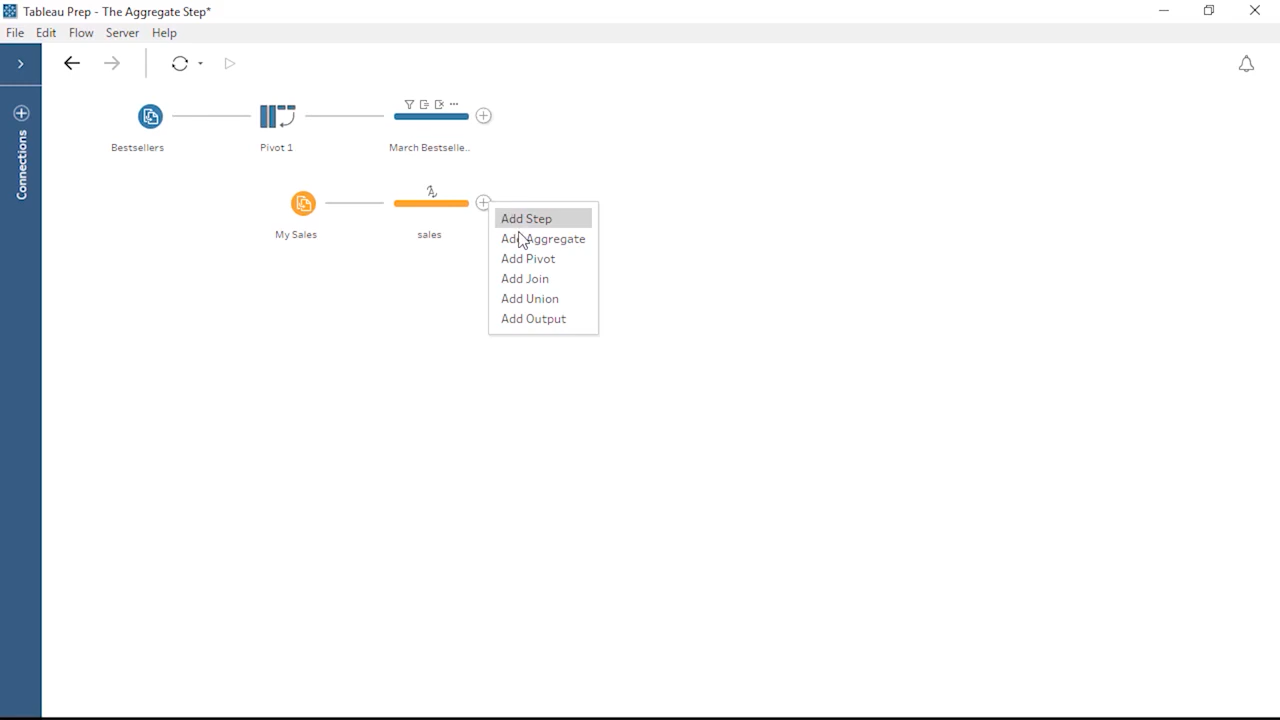 Tableau Prep - The Aggregate Step*
File Edit Flow Server Help
Connections
Bestsellers
Pivot 1
March Bestselle..
My Sales
sales
Add Step
Add Aggregate
Add Pivot
Add Join
Add Union
Add Output